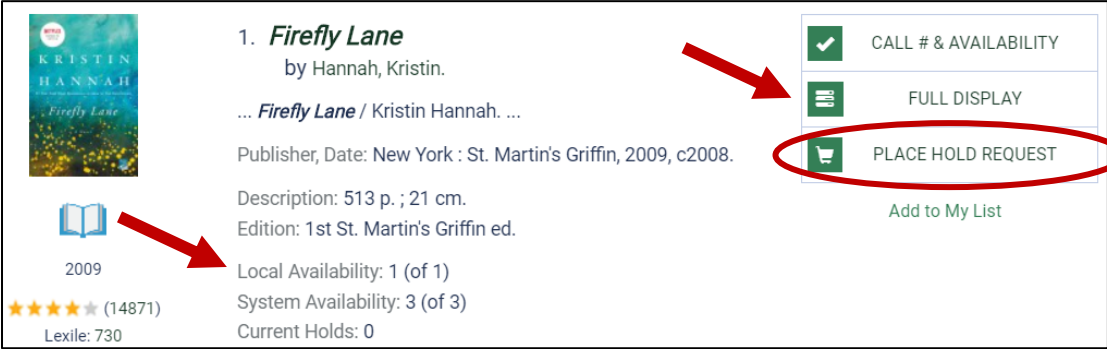 NETFLIX
KRISTIN
HANNAH
Firefly Lane
2009
(14871)
Lexile: 730
1. Firefly Lane
by Hannah, Kristin.
... Firefly Lane / Kristin Hannah. ...
Publisher, Date: New York : St. Martin's Griffin, 2009, c2008.
Description: 513 p. ; 21 cm.
Edition: 1st St. Martin's Griffin ed.
Local Availability: 1 (of 1)
System Availability: 3 (of 3)
Current Holds: 0
CALL # & AVAILABILITY
FULL DISPLAY
PLACE HOLD REQUEST
Add to My List